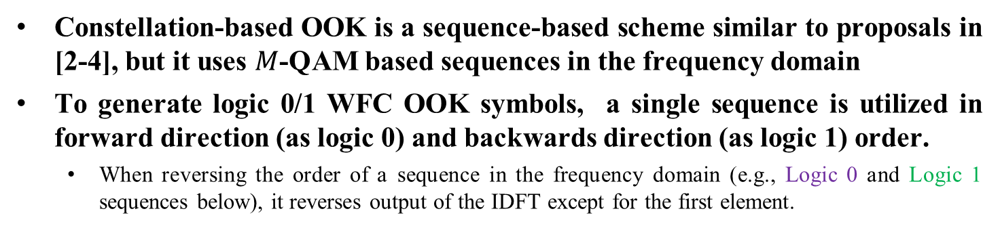 • Constellation-based OOK is a sequence-based scheme similar to proposals in
[2-4], but it uses M-QAM based sequences in the frequency domain
• To generate logic 0/1 WFC OOK symbols,  a single sequence is utilized in
forward direction (as logic 0) and backwards direction (as logic 1) order.
• When reversing the order of a sequence in the frequency domain (e.g., Logic 0 and Logic 1
sequences below), it reverses output of the IDFT except for the first element.